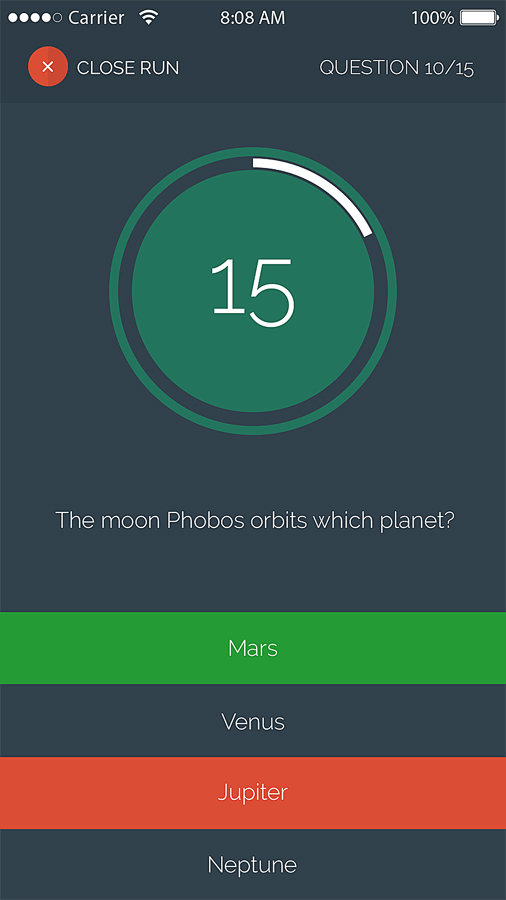 Carrier 8:08 AM 100%
CLOSE RUN QUESTION 10/15
15
The moon Phobos orbits which planet?
Mars
Venus
Jupiter
Neptune